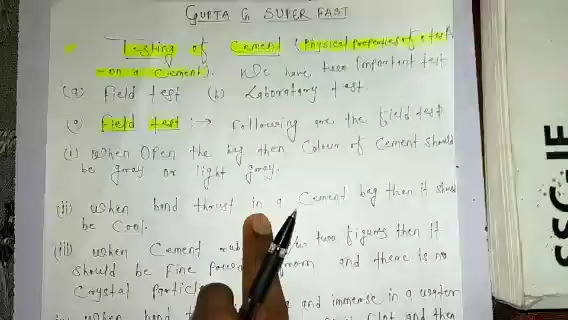 GUPTA G SUPER FAST
Testing of Cement (Physical properties of a test
on a cement). We have two important test
(a) Field test (b) Laboratory test.
(a) Field test :→ Following are the field test
(i) When Open the bag then Colour of Cement should
be gray or light gray.
(ii) When hand thrust in a Cement bag then it should
be Cool.
(iii) When Cement two figures then it
should be fine and there is no
Crystal
When hand and immense in a water
and then
SSC JE